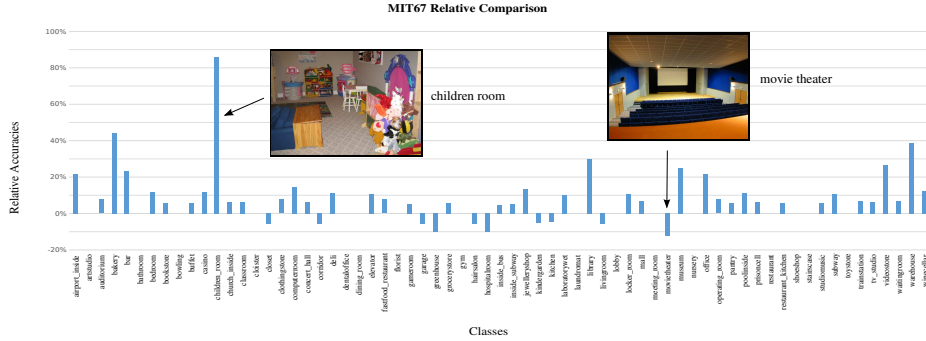 MIT67 Relative Comparison
100%
80%
60%
40%
20%
0%
-20%
Relative Accuracies
children room
movie theater
airport_inside
artstudio
auditorium
bakery
bar
bathroom
bedroom
bookstore
bowling
buffet
casino
children_room
church_inside
classroom
cloister
closet
clothingstore
computerroom
concert_hall
corridor
deli
dentaloffice
dining_room
elevator
fastfood_restaurant
florist
gameroom
garage
greenhouse
grocerystore
gym
hairsalon
hospitalroom
inside_bus
inside_subway
jewelleryshop
kindergarden
kitchen
laboratorywet
laundromat
library
livingroom
lobby
locker_room
mall
meeting_room
movietheater
museum
nursery
office
operating_room
pantry
poolinside
prisoncell
restaurant
restaurant_kitchen
shoeshop
staircase
studiomusic
subway
toystore
trainstation
tv_studio
videostore
waitingroom
warehouse
Classes